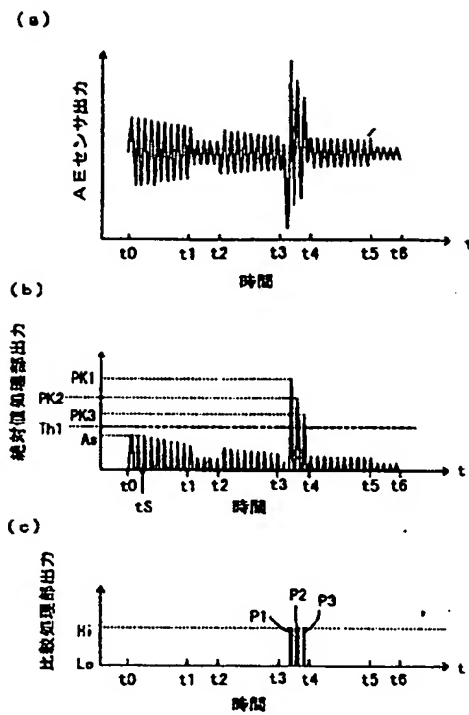 (a)
AEセンサ出力
t0 t1 t2 t3 t4 t5 t6
時間
(b)
絶対値処理部出力
PK1
PK2
PK3
Th1
As
t0 t1 t2 t3 t4 t5 t6 t
tS
時間
(c)
比較処理部出力
P1 P2 P3
Hi
Lo
t0 t1 t2 t3 t4 t5 t6 t
時間